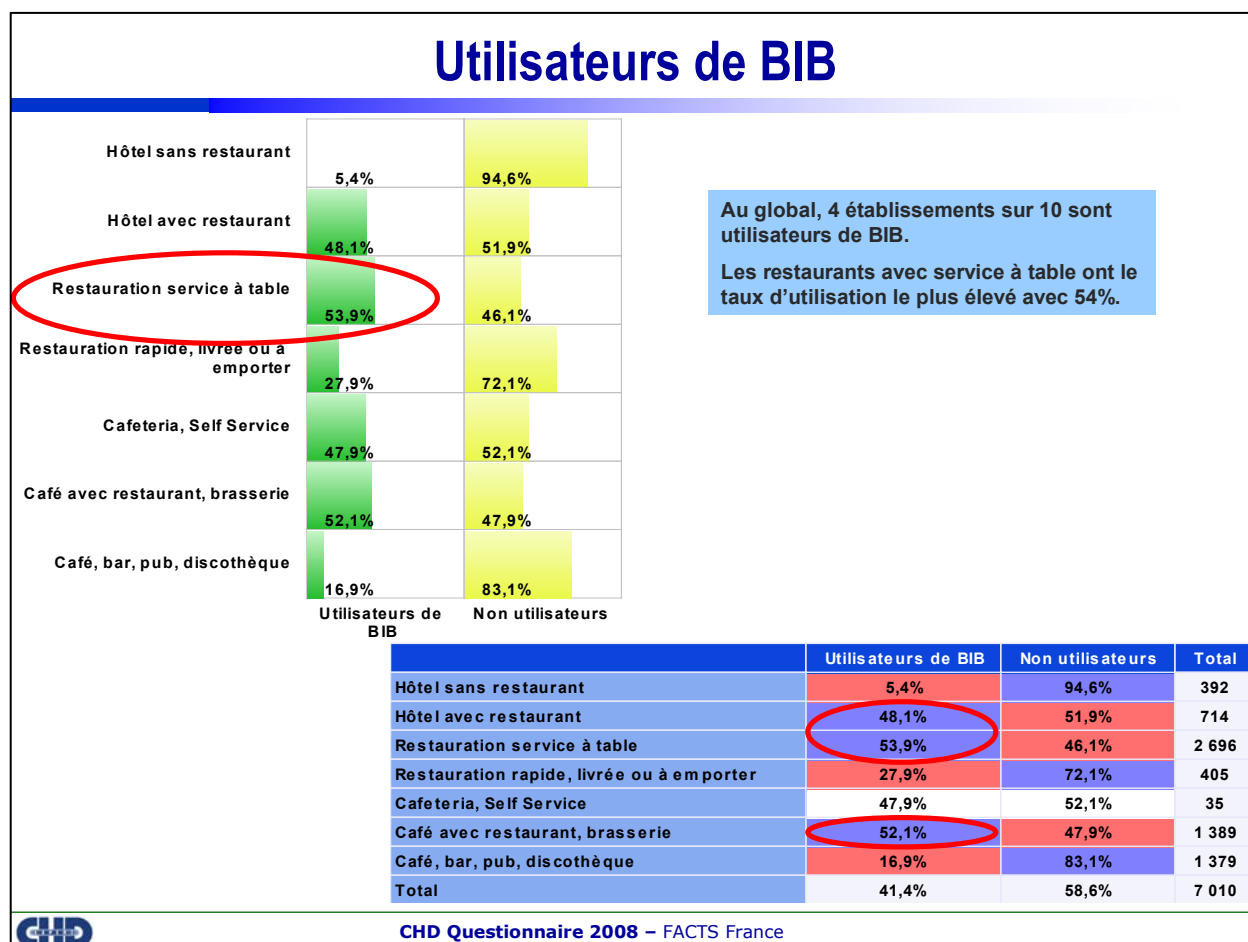 Utilisateurs de BIB
Hôtel sans restaurant
5,4%
94,6%
Hôtel avec restaurant
48,1%
51,9%
Restauration service à table
53,9%
46,1%
Restauration rapide, livrée ou à
emporter
27,9%
72,1%
Cafeteria, Self Service
47,9%
52,1%
Café avec restaurant, brasserie
52,1%
47,9%
Café, bar, pub, discothèque
16,9%
83,1%
Utilisateurs de
BIB
Non utilisateurs
Au global, 4 établissements sur 10 sont
utilisateurs de BIB.
Les restaurants avec service à table ont le
taux d’utilisation le plus élevé avec 54%.
Utilisateurs de BIB Non utilisateurs Total
Hôtel sans restaurant 5,4% 94,6% 392
Hôtel avec restaurant 48,1% 51,9% 714
Restauration service à table 53,9% 46,1% 2 696
Restauration rapide, livrée ou à emporter 27,9% 72,1% 405
Cafeteria, Self Service 47,9% 52,1% 35
Café avec restaurant, brasserie 52,1% 47,9% 1 389
Café, bar, pub, discothèque 16,9% 83,1% 1 379
Total 41,4% 58,6% 7 010
CHD
CHD Questionnaire 2008 – FACTS France